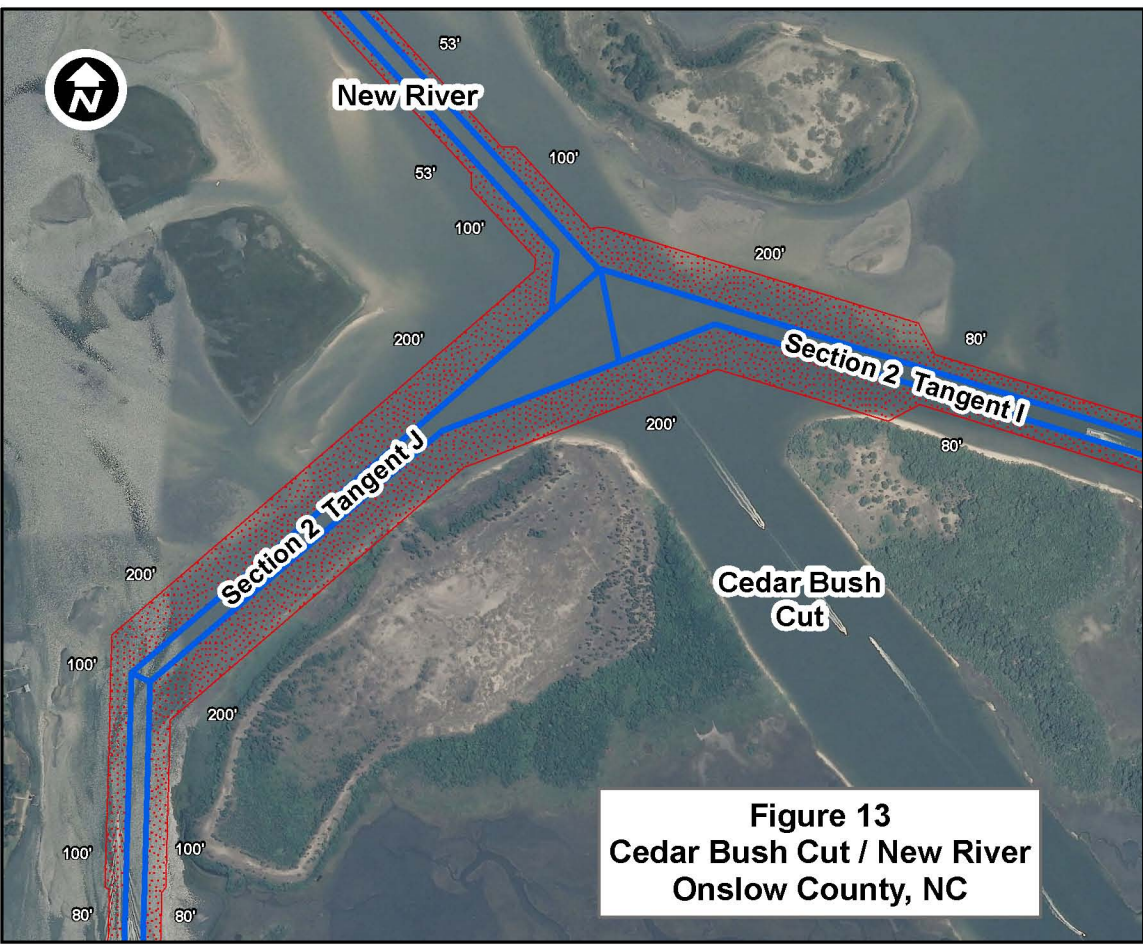 N
53'
New River
53'
100'
100'
200'
200'
80'
Section 2 Tangent I
200'
80'
Section 2 Tangent J
200'
Cedar Bush
Cut
100'
200'
100'
100'
80'
80'
Figure 13
Cedar Bush Cut / New River
Onslow County, NC